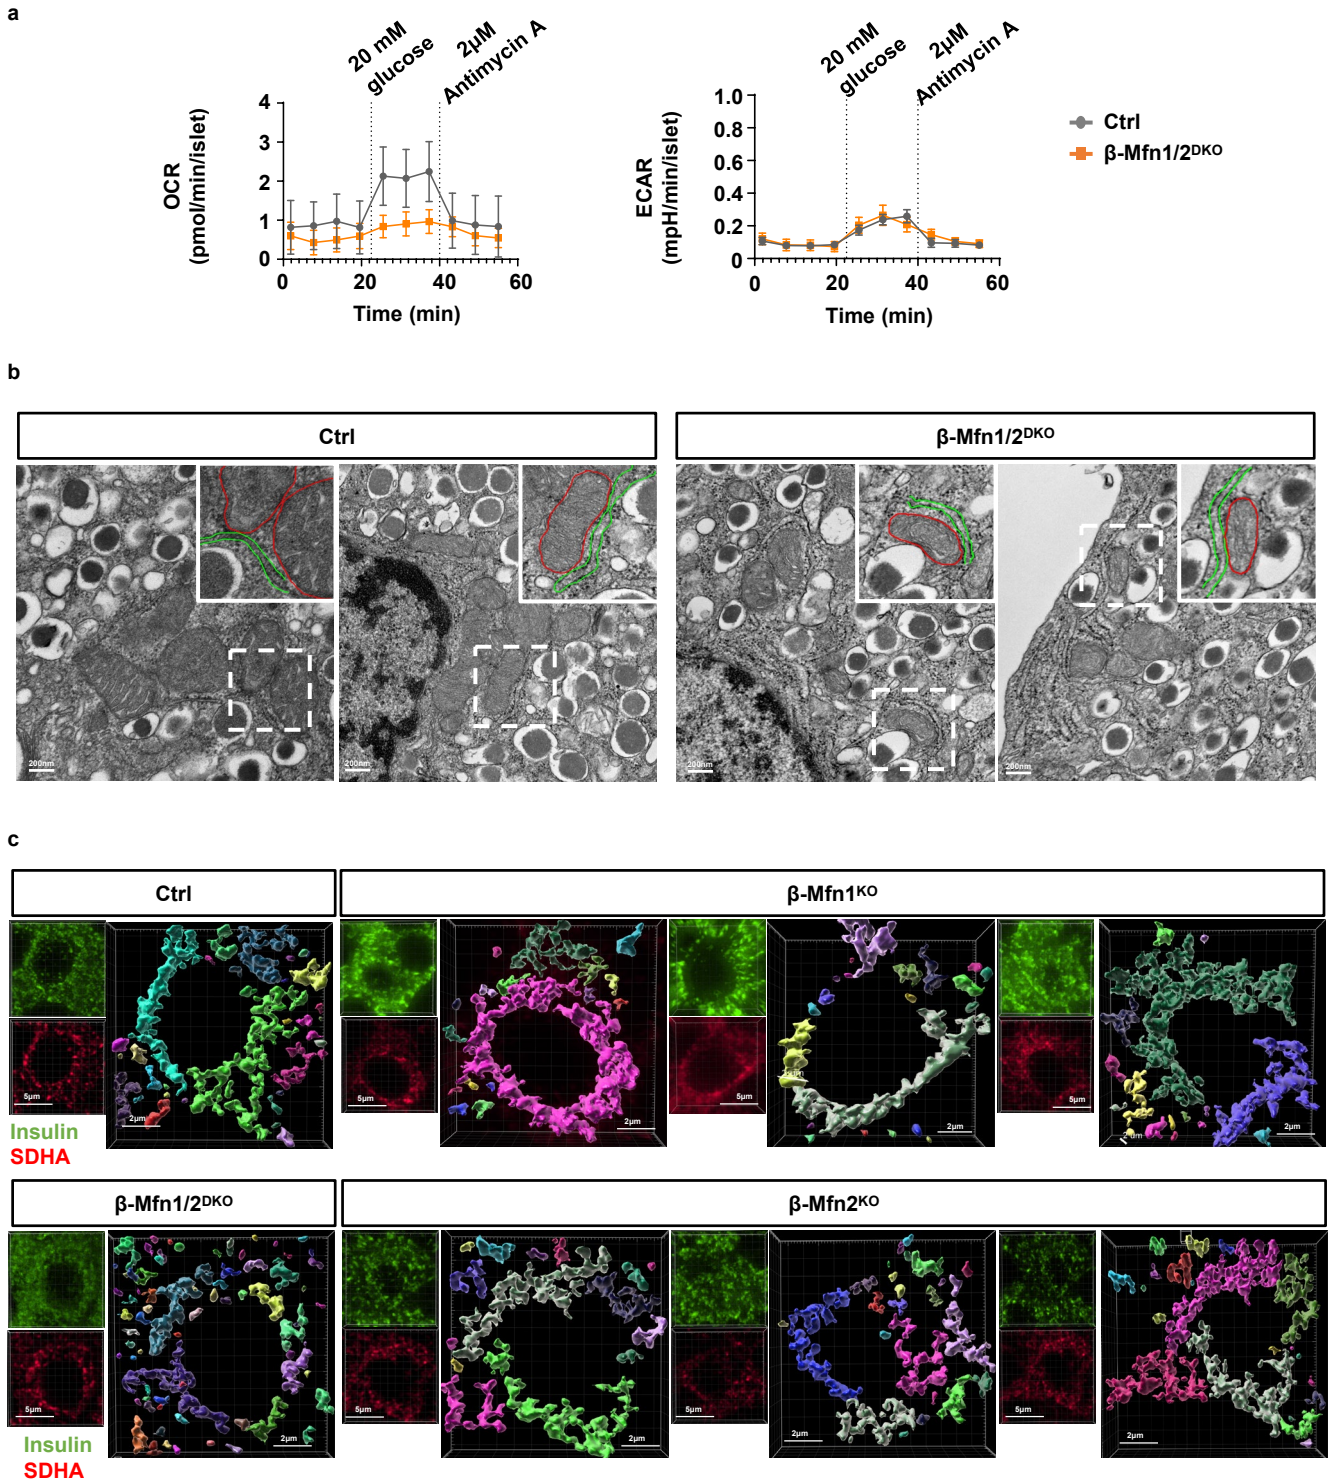 a
20 mM
glucose
2µM
Antimycin A
20 mM
glucose
2µM
Antimycin A
4
3
2
1
0
OCR
(pmol/min/islet)
0
20
40
60
Time (min)
1.0
0.8
0.6
0.4
0.2
0
ECAR
(mpH/min/islet)
0
20
40
60
Time (min)
Ctrl
β-Mfn1/2DKO
b
Ctrl
β-Mfn1/2DKO
200nm
200nm
200nm
200nm
c
Ctrl
β-Mfn1KO
5µm
2µm
5µm
2µm
5µm
2µm
5µm
2µm
2 µm
Insulin
SDHA
β-Mfn1/2DKO
β-Mfn2KO
5µm
2µm
5µm
2µm
5µm
2µm
5µm
2µm
Insulin
SDHA